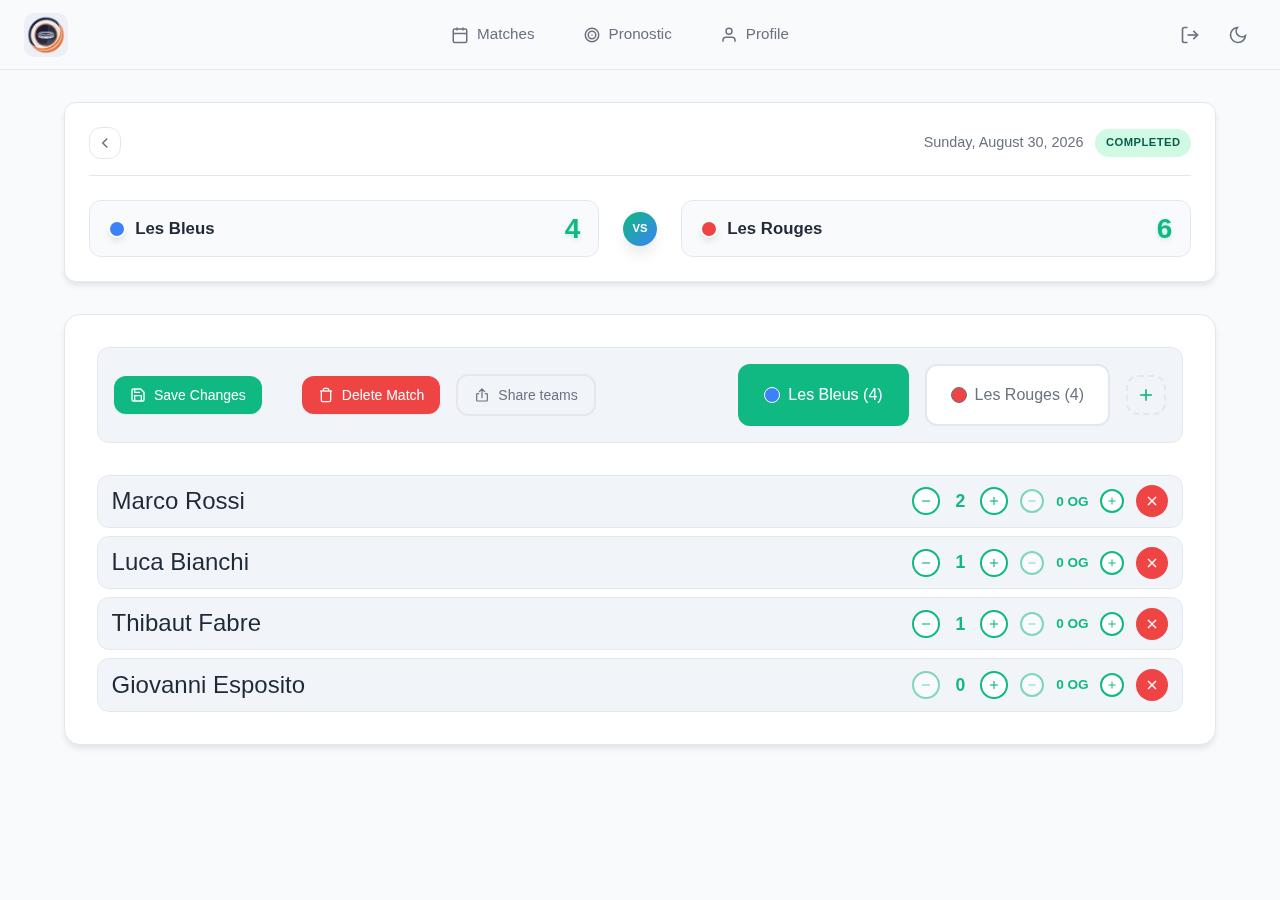 Matches
Pronostic
Profile
Sunday, August 30, 2026
COMPLETED
Les Bleus
4
VS
Les Rouges
6
Save Changes
Delete Match
Share teams
Les Bleus (4)
Les Rouges (4)
Marco Rossi
2
0 OG
Luca Bianchi
1
0 OG
Thibaut Fabre
1
0 OG
Giovanni Esposito
0
0 OG